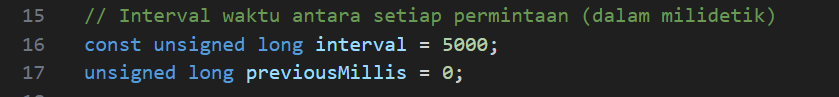 15 // Interval waktu antara setiap permintaan (dalam milidetik)
16 const unsigned long interval = 5000;
17 unsigned long previousMillis = 0;